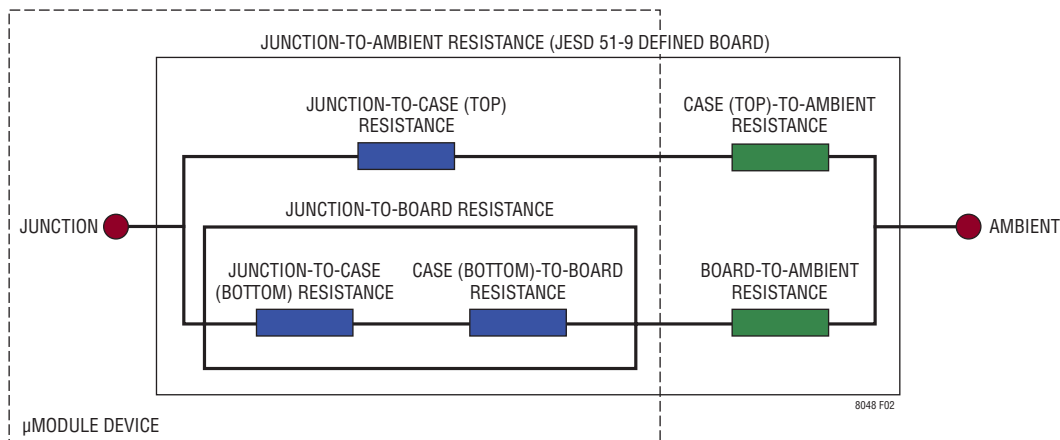 JUNCTION-TO-AMBIENT RESISTANCE (JESD 51-9 DEFINED BOARD)
JUNCTION-TO-CASE (TOP)
RESISTANCE
CASE (TOP)-TO-AMBIENT
RESISTANCE
JUNCTION-TO-BOARD RESISTANCE
JUNCTION
AMBIENT
JUNCTION-TO-CASE
(BOTTOM) RESISTANCE
CASE (BOTTOM)-TO-BOARD
RESISTANCE
BOARD-TO-AMBIENT
RESISTANCE
8048 F02
µMODULE DEVICE